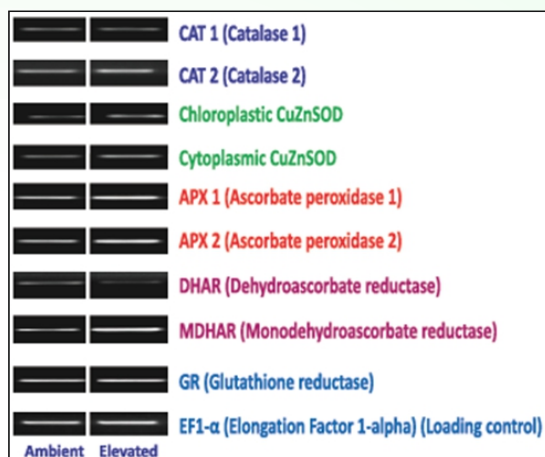 CAT 1 (Catalase 1)
CAT 2 (Catalase 2)
Chloroplastic CuZnSOD
Cytoplasmic CuZnSOD
APX 1 (Ascorbate peroxidase 1)
APX 2 (Ascorbate peroxidase 2)
DHAR (Dehydroascorbate reductase)
MDHAR (Monodehydroascorbate reductase)
GR (Glutathione reductase)
EF1-α (Elongation Factor 1-alpha) (Loading control)
Ambient Elevated